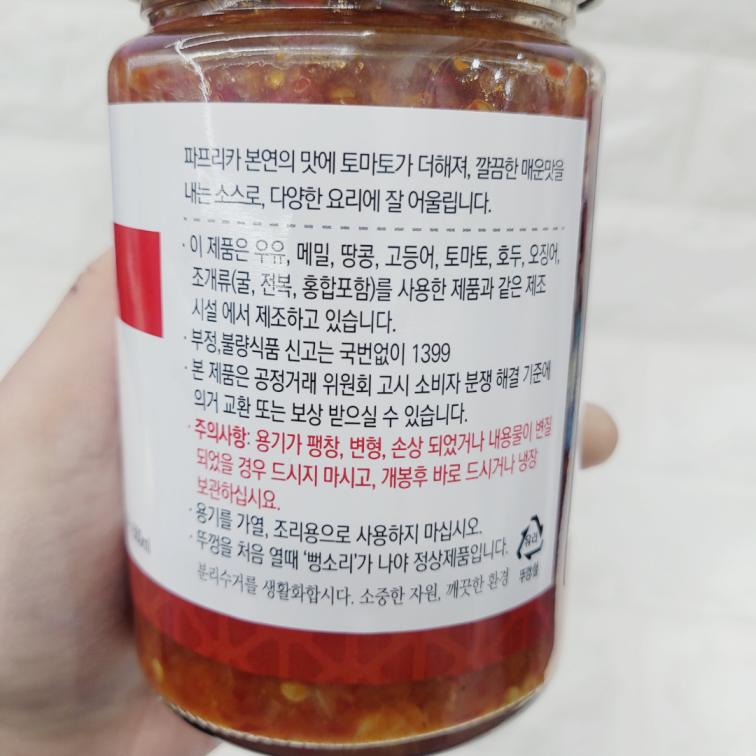 파프리카 본연의 맛에 토마토가 더해져, 깔끔한 매운맛을
내는 소스로, 다양한 요리에 잘 어울립니다.
· 이 제품은 우유, 메밀, 땅콩, 고등어, 토마토, 호두, 오징어,
조개류(굴, 전복, 홍합포함)를 사용한 제품과 같은 제조
시설 에서 제조하고 있습니다.
· 부정,불량식품 신고는 국번없이 1399
· 본 제품은 공정거래 위원회 고시 소비자 분쟁 해결 기준에
의거 교환 또는 보상 받으실 수 있습니다.
· 주의사항: 용기가 팽창, 변형, 손상 되었거나 내용물이 변질
되었을 경우 드시지 마시고, 개봉후 바로 드시거나 냉장
보관하십시요.
· 용기를 가열, 조리용으로 사용하지 마십시오.
· 뚜껑을 처음 열때 '뻥소리'가 나야 정상제품입니다.
분리수거를 생활화합시다. 소중한 자원, 깨끗한 환경
유리